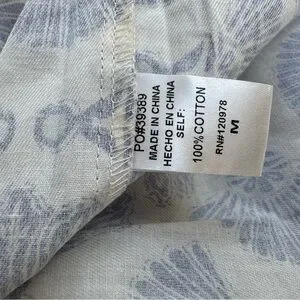 PO#39389
MADE IN CHINA
HECHO EN CHINA
SELF:
100% COTTON
RN#120978
M